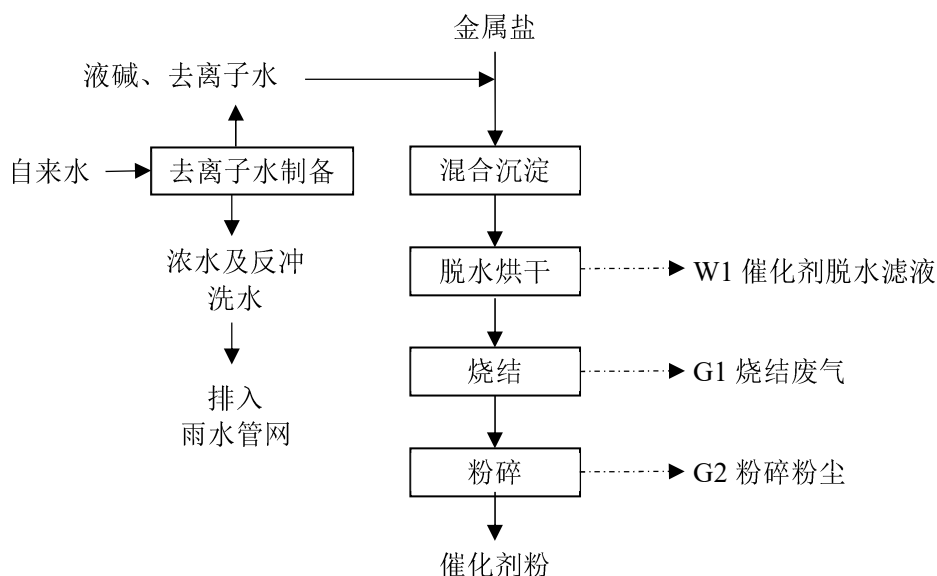 金属盐
液碱、去离子水
自来水
去离子水制备
混合沉淀
浓水及反冲
洗水
脱水烘干
W1 催化剂脱水滤液
烧结
G1 烧结废气
排入
雨水管网
粉碎
G2 粉碎粉尘
催化剂粉